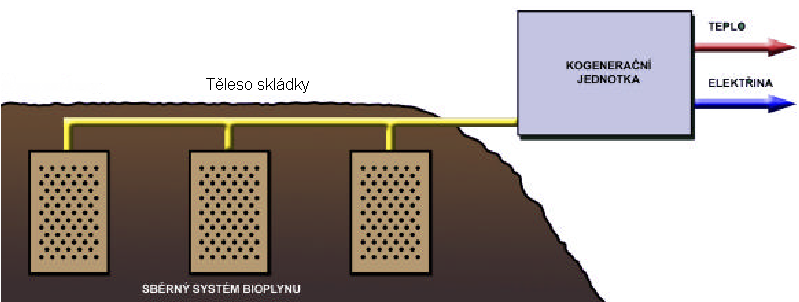 TEPLO
KOGENERAČNÍ
JEDNOTKA
ELEKTŘINA
Těleso skládky
SBĚRNÝ SYSTÉM BIOPLYNU